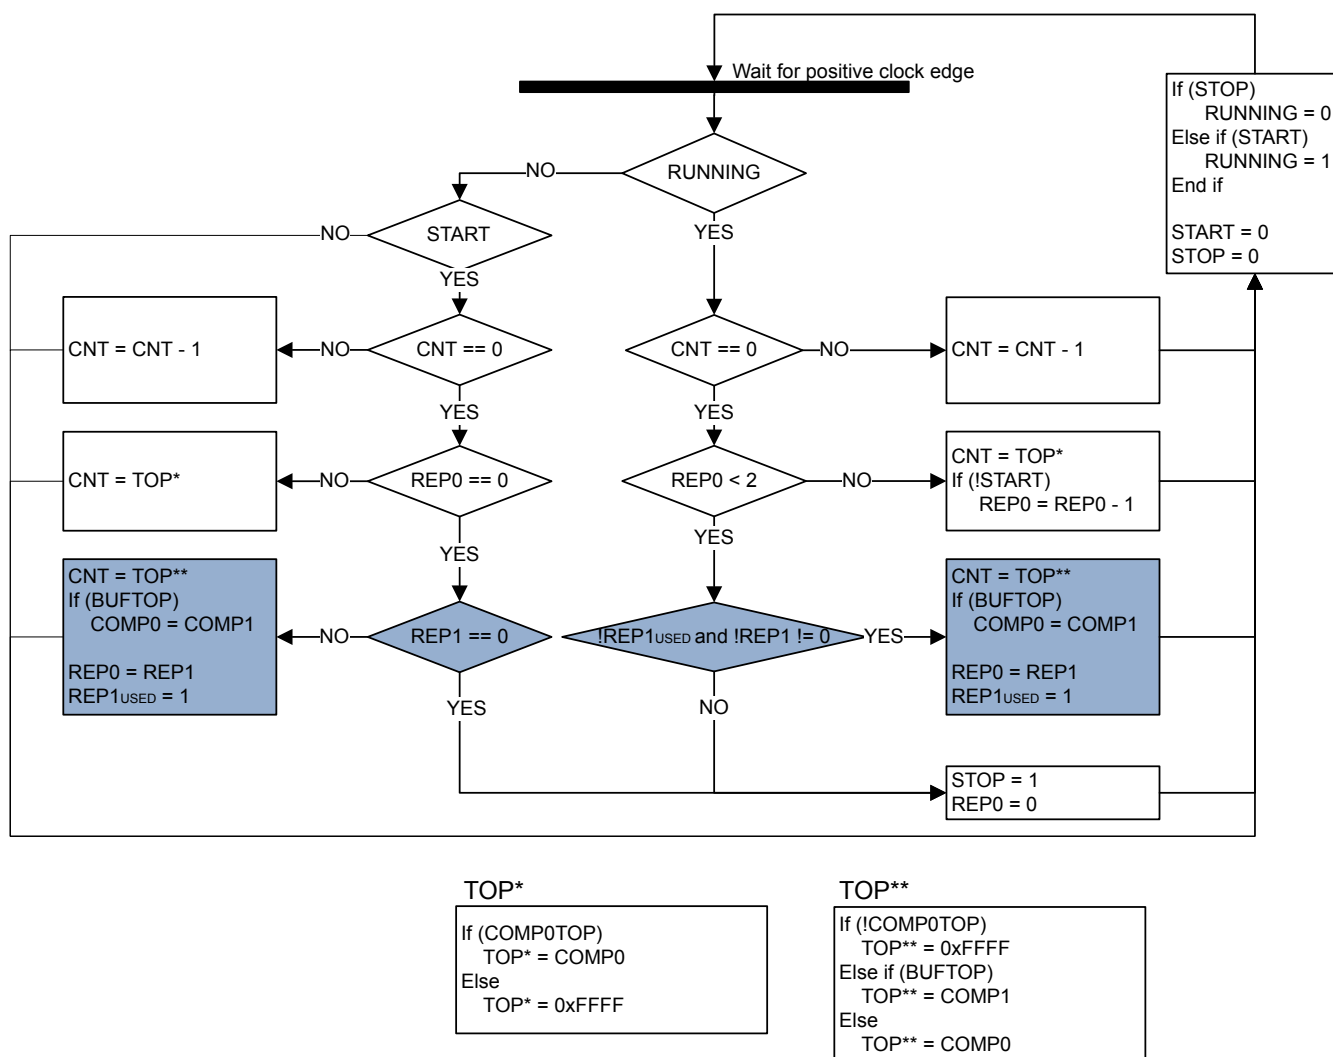 Wait for positive clock edge
If (STOP)
RUNNING = 0
Else if (START)
RUNNING = 1
End if
START = 0
STOP = 0
RUNNING
NO
YES
START
NO
YES
CNT = CNT - 1
NO
CNT == 0
YES
CNT == 0
NO
YES
CNT = CNT - 1
CNT = TOP*
NO
REP0 == 0
YES
REP0 < 2
NO
YES
CNT = TOP*
If (!START)
REP0 = REP0 - 1
CNT = TOP**
If (BUFTOP)
COMP0 = COMP1
REP0 = REP1
REP1USED = 1
NO
REP1 == 0
YES
!REP1USED and !REP1 != 0
YES
NO
CNT = TOP**
If (BUFTOP)
COMP0 = COMP1
REP0 = REP1
REP1USED = 1
STOP = 1
REP0 = 0
TOP*
If (COMP0TOP)
TOP* = COMP0
Else
TOP* = 0xFFFF
TOP**
If (!COMP0TOP)
TOP** = 0xFFFF
Else if (BUFTOP)
TOP** = COMP1
Else
TOP** = COMP0